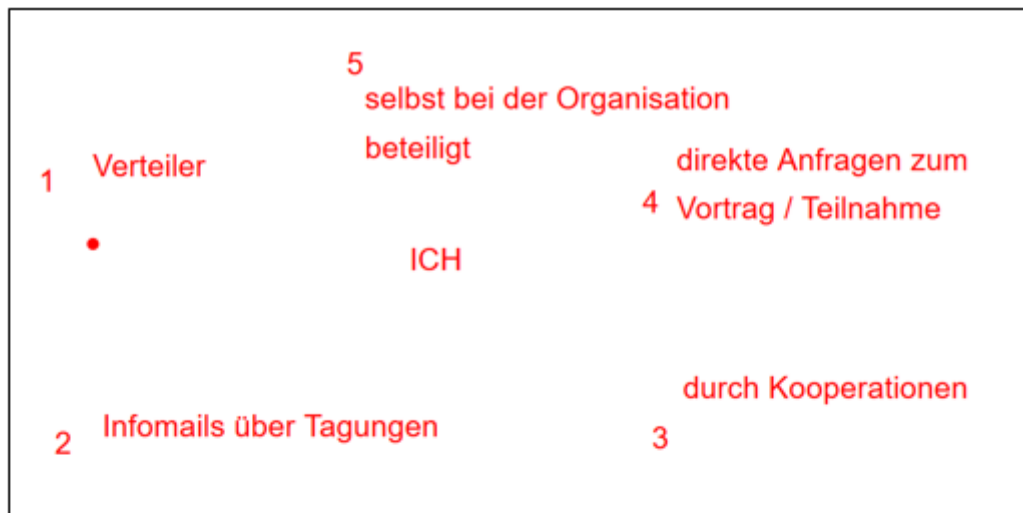 5
selbst bei der Organisation
beteiligt
1
Verteiler
direkte Anfragen zum
4
Vortrag / Teilnahme
ICH
durch Kooperationen
2
Infomails über Tagungen
3